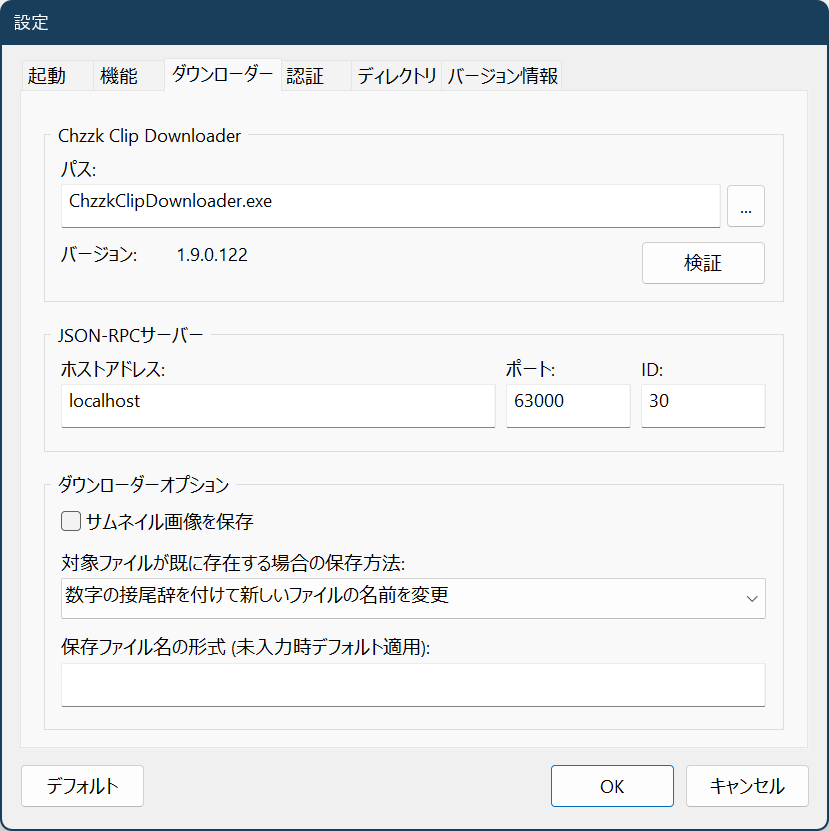 設定
起動 機能 ダウンローダー 認証 ディレクトリ バージョン情報
Chzzk Clip Downloader
パス:
ChzzkClipDownloader.exe ...
バージョン: 1.9.0.122 検証
JSON-RPCサーバー
ホストアドレス: ポート: ID:
localhost 63000 30
ダウンローダーオプション
サムネイル画像を保存
対象ファイルが既に存在する場合の保存方法:
数字の接尾辞を付けて新しいファイルの名前を変更
保存ファイル名の形式 (未入力時デフォルト適用):
デフォルト OK キャンセル